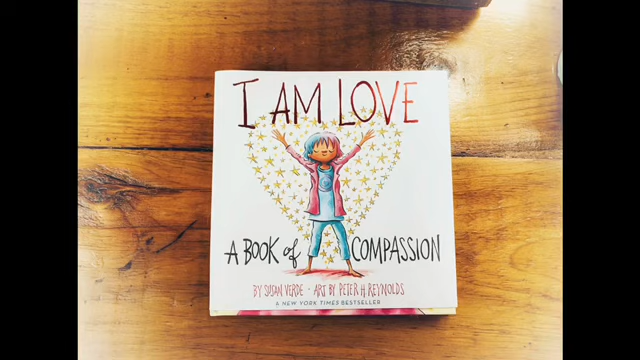 I AM LOVE
A BOOK of COMPASSION
BY SUSAN VERDE · ART BY PETER H. REYNOLDS
A NEW YORK TIMES BESTSELLER